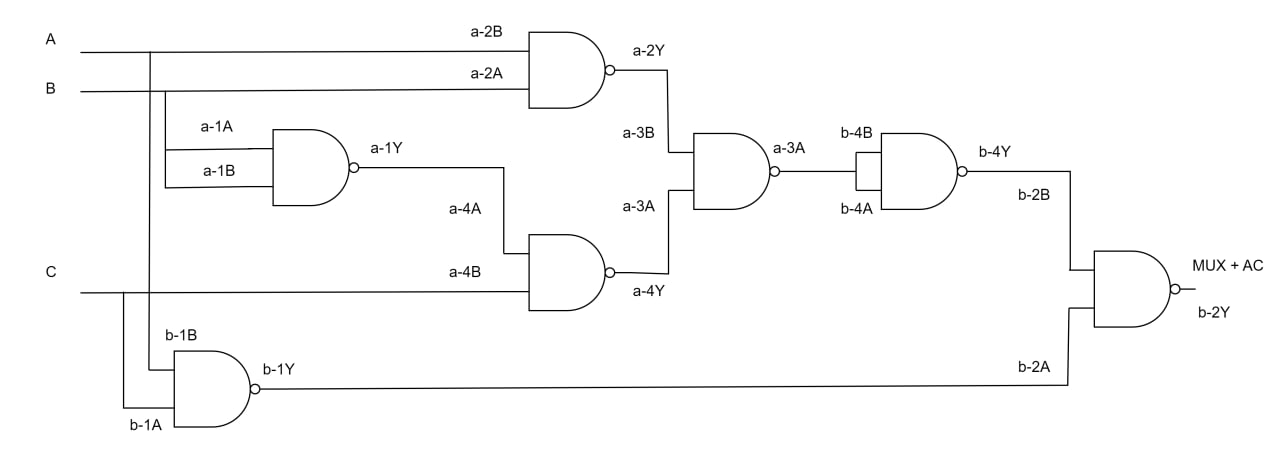 A
a-2B
a-2Y
B
a-2A
a-1A
a-1B
a-1Y
a-3B
a-3A
b-4B
b-4Y
a-4A
a-3A
b-4A
b-2B
C
a-4B
a-4Y
MUX + AC
b-2Y
b-1B
b-1Y
b-2A
b-1A